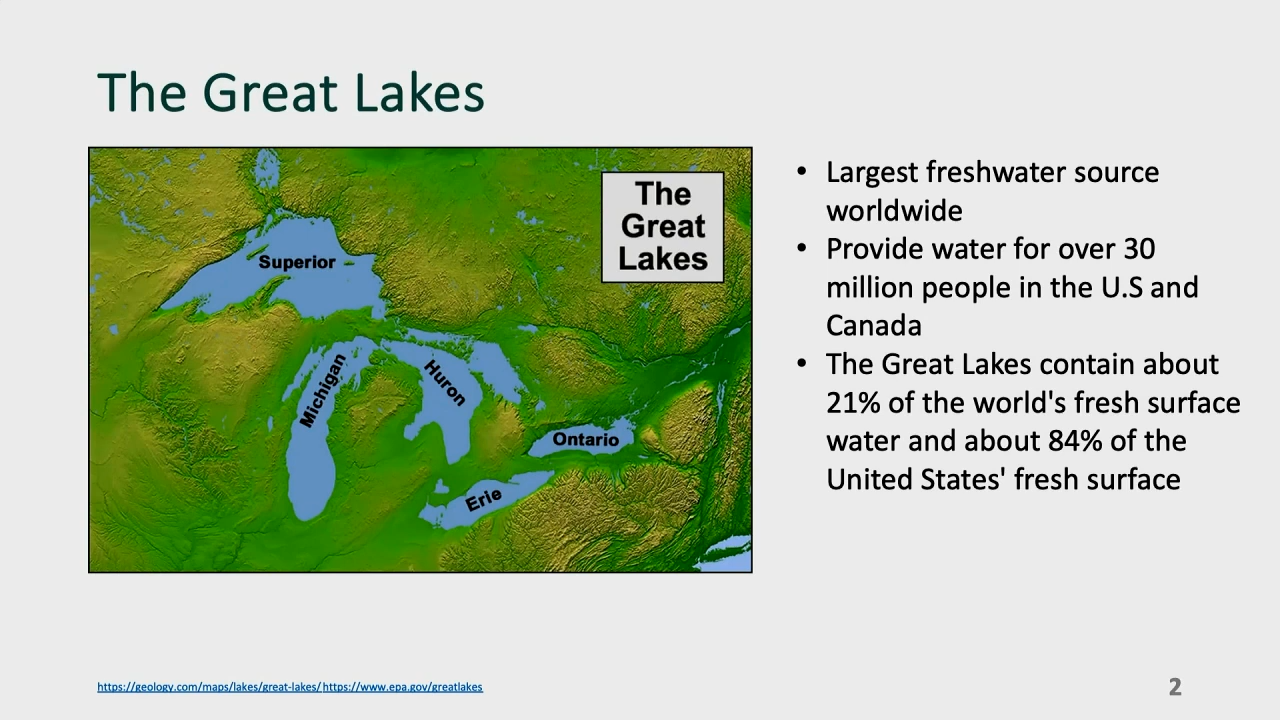 The Great Lakes
The
Great
Lakes
Superior
Michigan
Huron
Ontario
Erie
• Largest freshwater source
worldwide
• Provide water for over 30
million people in the U.S and
Canada
• The Great Lakes contain about
21% of the world's fresh surface
water and about 84% of the
United States' fresh surface
https://geology.com/maps/lakes/great-lakes/https://www.epa.gov/greatlakes
2